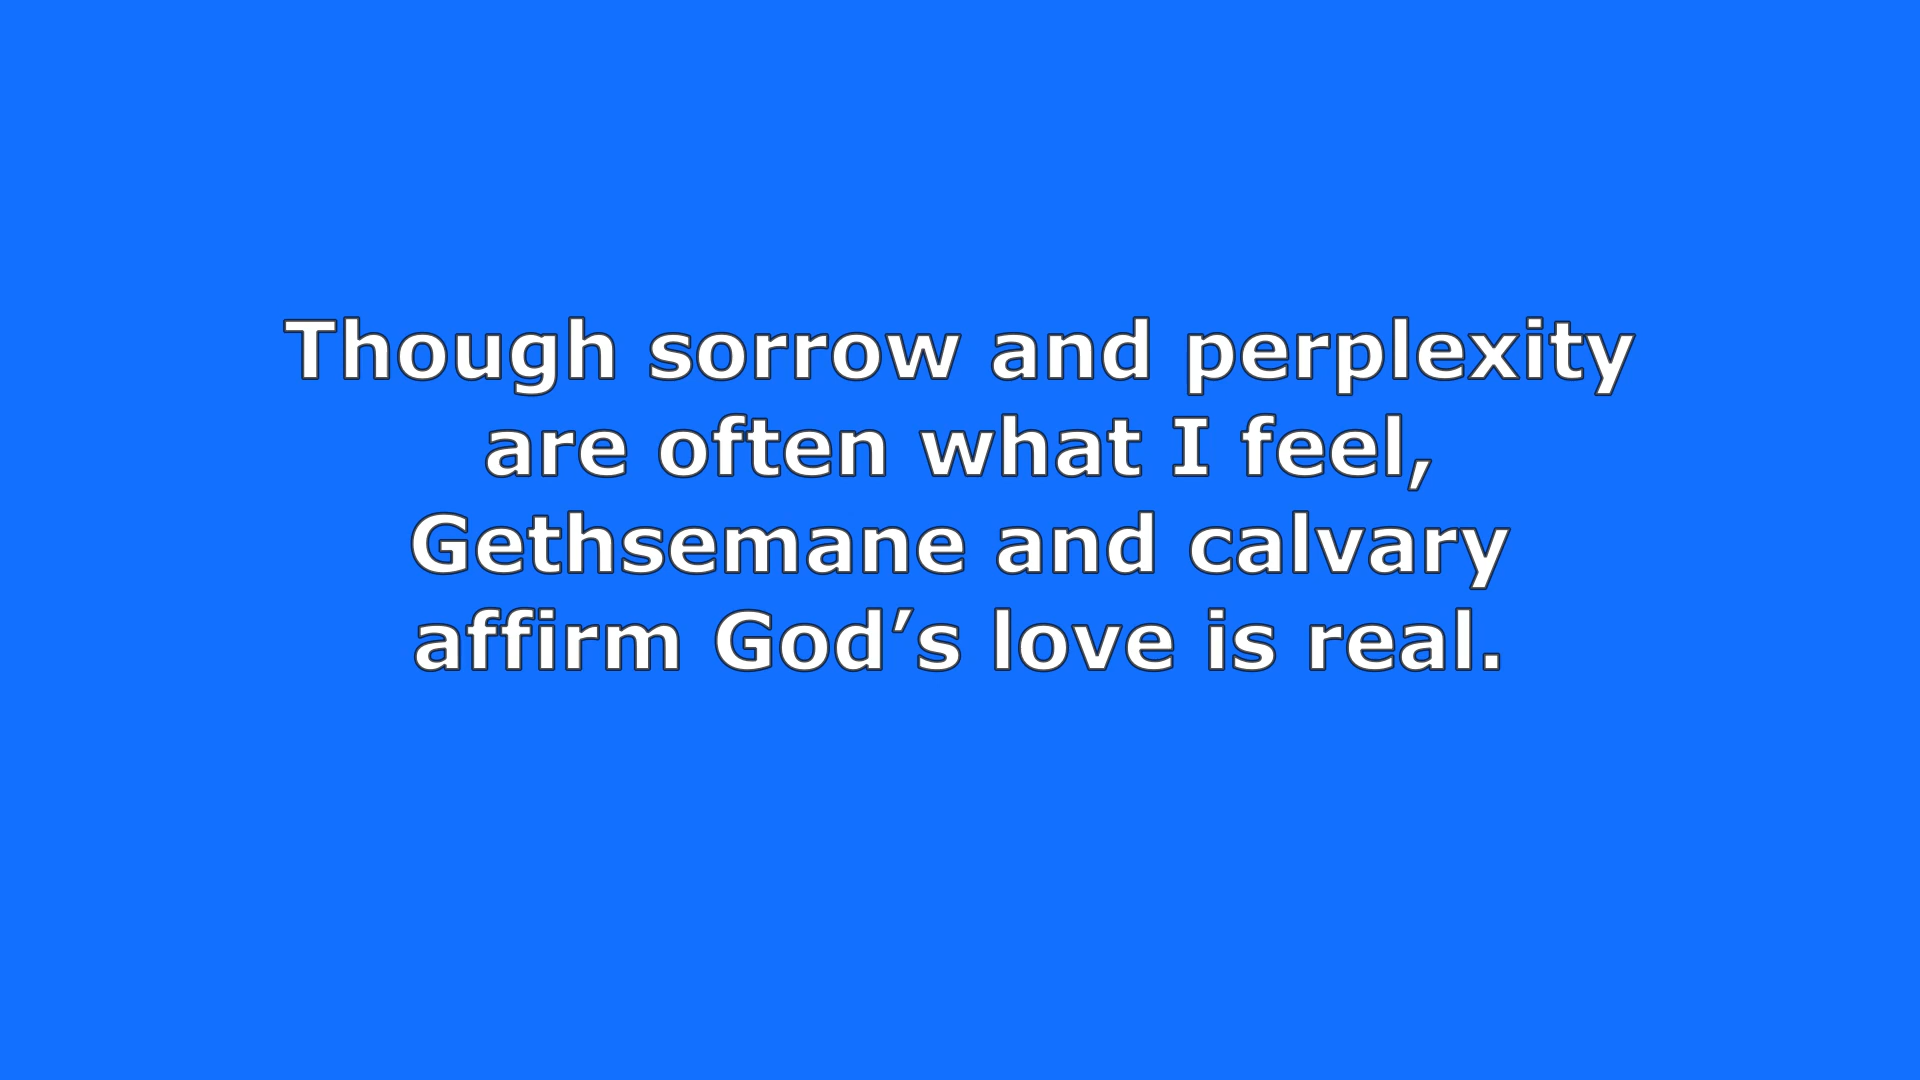 Though sorrow and perplexity
are often what I feel,
Gethsemane and calvary
affirm God’s love is real.